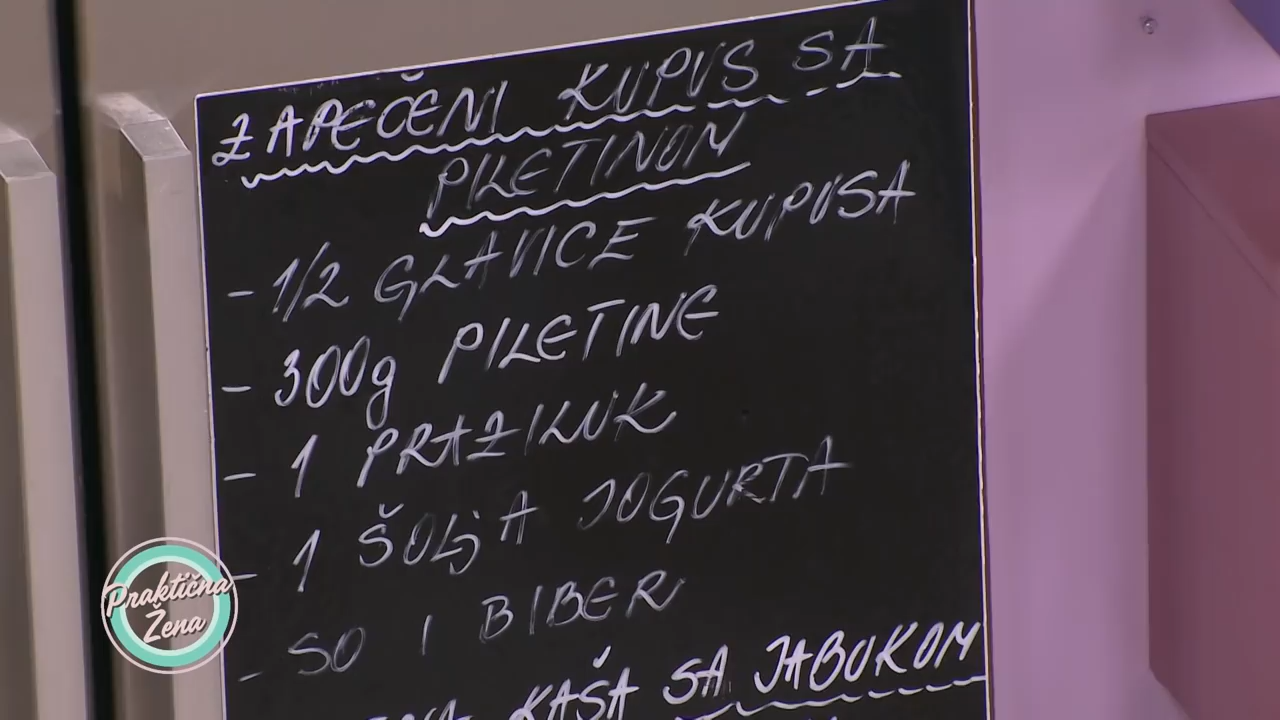 ZAPEČENI KUPUS SA
PILETINOM
- 1/2 GLAVICE KUPUSA
- 300g PILETINE
- 1 PRAZILUK
- 1 ŠOLjA JOGURTA
- SO I BIBER
KAŠA SA JABUKOM
Praktična
Žena